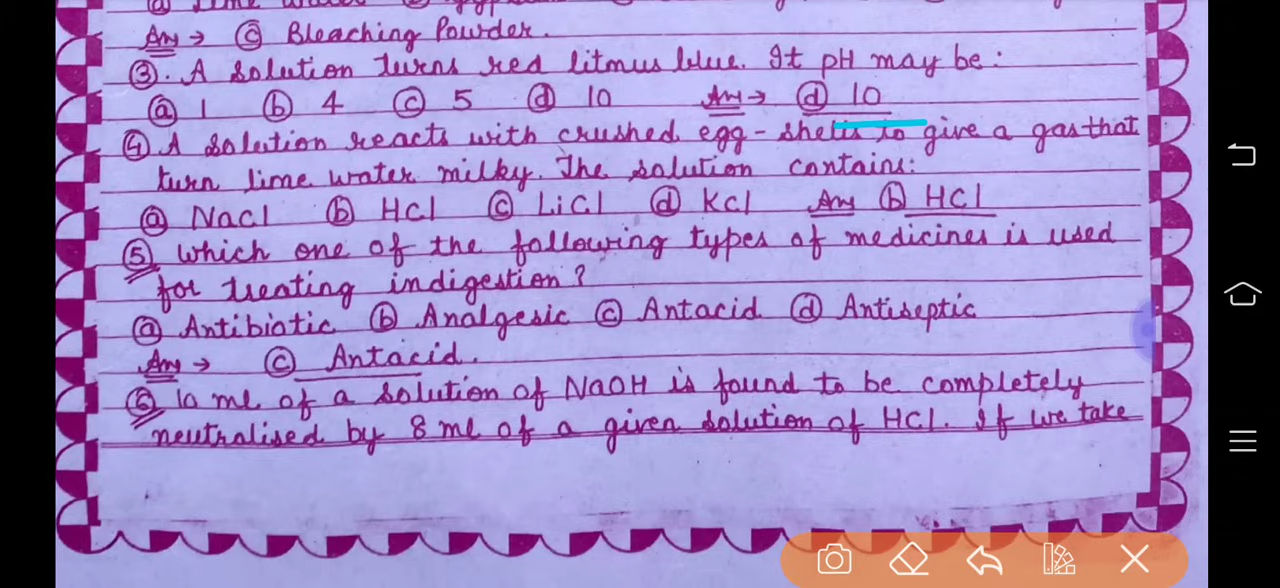 Ans → (c) Bleaching Powder.
(3). A solution turns red litmus blue. It pH may be:
(a) 1 (b) 4 (c) 5 (d) 10 Ans → (d) 10
(4) A solution reacts with crushed egg-shells to give a gas that
turn lime water milky. The solution contains:
(a) NaCl (b) HCl (c) LiCl (d) KCl Ans (b) HCl
(5) which one of the following types of medicines is used
for treating indigestion?
(a) Antibiotic (b) Analgesic (c) Antacid (d) Antiseptic
Ans → (c) Antacid.
(6) 10 ml of a solution of NaOH is found to be completely
neutralised by 8 ml of a given solution of HCl. If we take